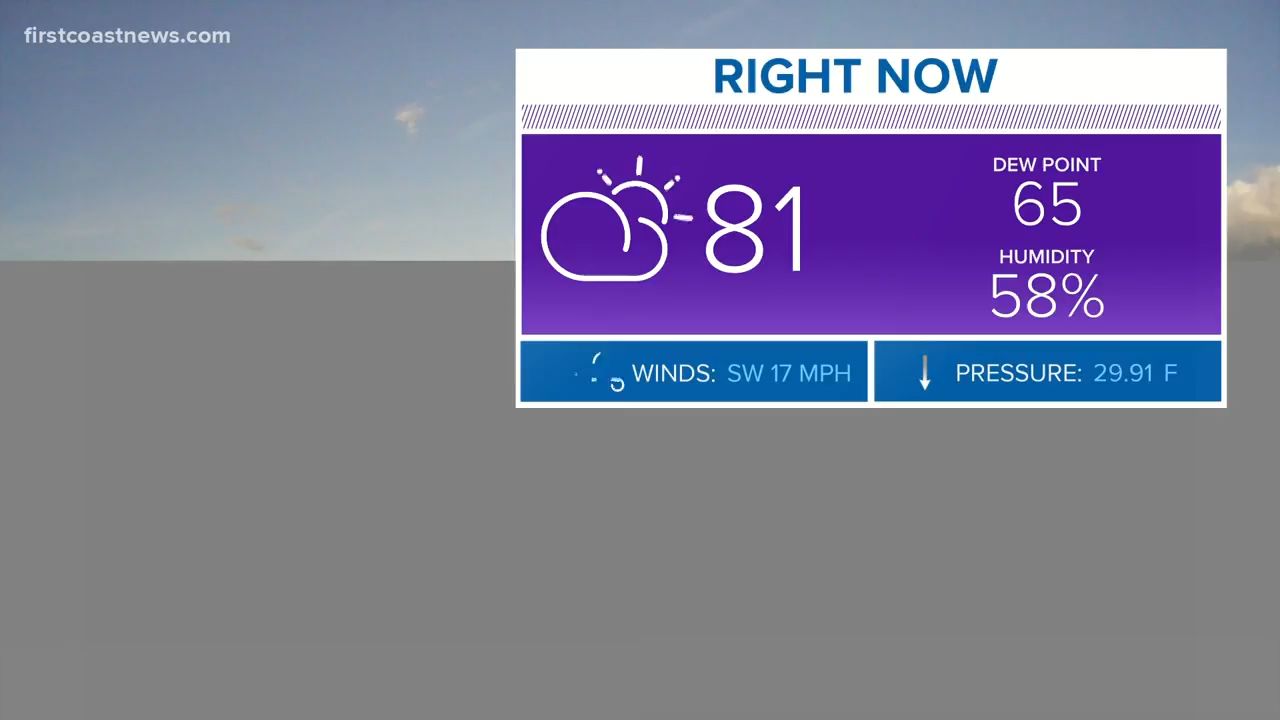 firstcoastnews.com
RIGHT NOW
81
DEW POINT
65
HUMIDITY
58%
WINDS: SW 17 MPH
PRESSURE: 29.91 F